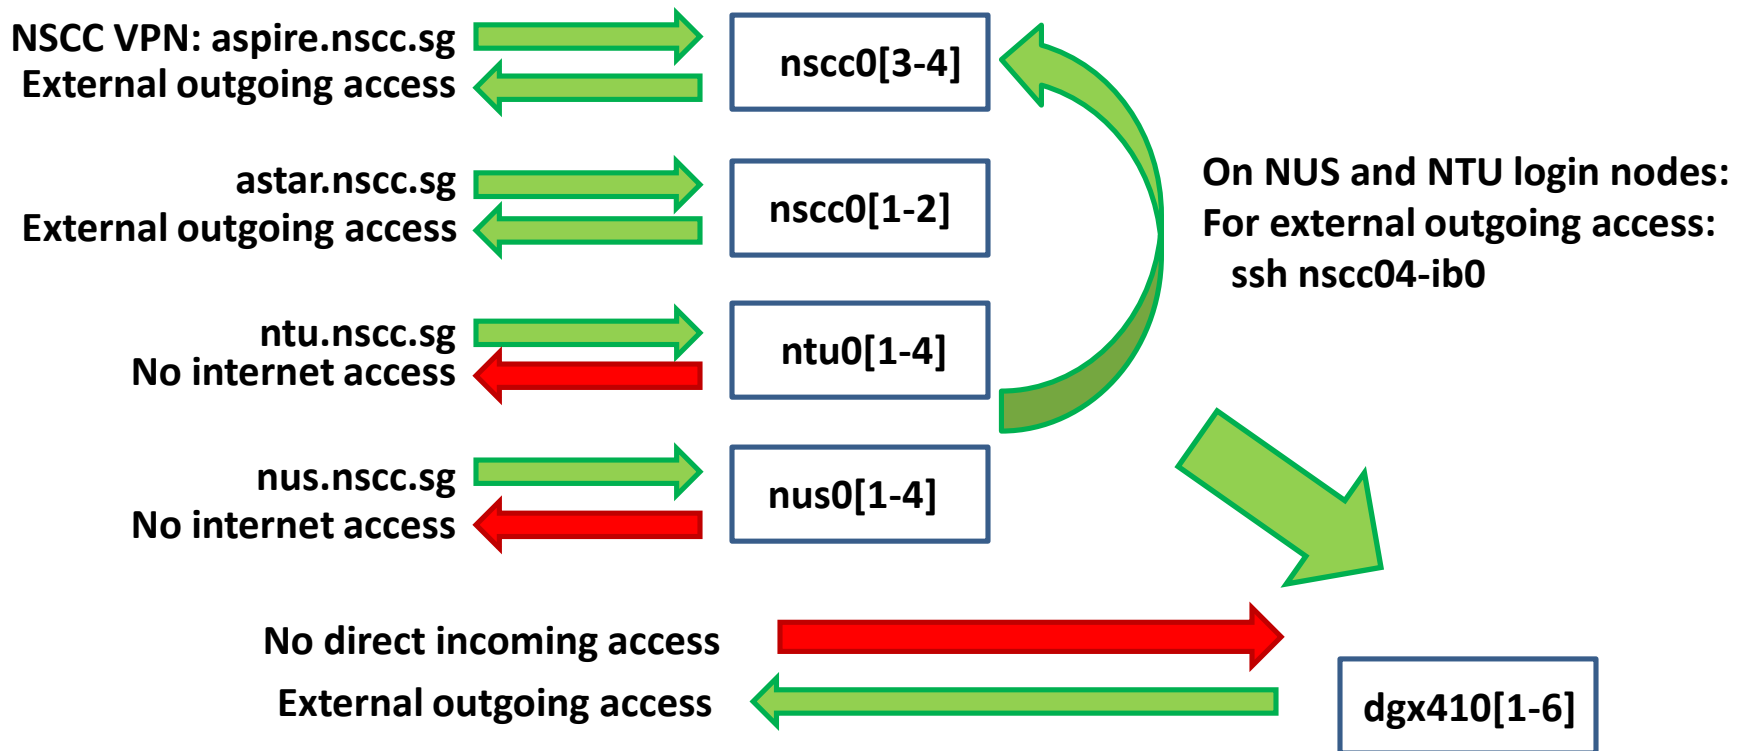 NSCC VPN: aspire.nscc.sg
External outgoing access
nscc0[3-4]
astar.nscc.sg
External outgoing access
nscc0[1-2]
On NUS and NTU login nodes:
For external outgoing access:
ssh nscc04-ib0
ntu.nscc.sg
No internet access
ntu0[1-4]
nus.nscc.sg
No internet access
nus0[1-4]
No direct incoming access
External outgoing access
dgx410[1-6]